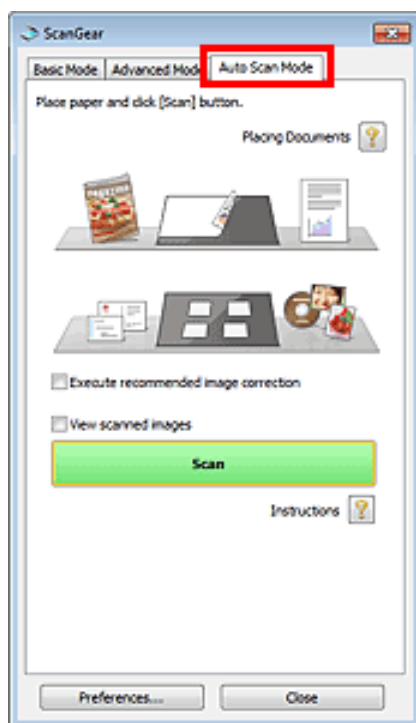 ScanGear
Basic Mode Advanced Mode Auto Scan Mode
Place paper and click [Scan] button.
Placing Documents
Execute recommended image correction
View scanned images
Scan
Instructions
Preferences... Close